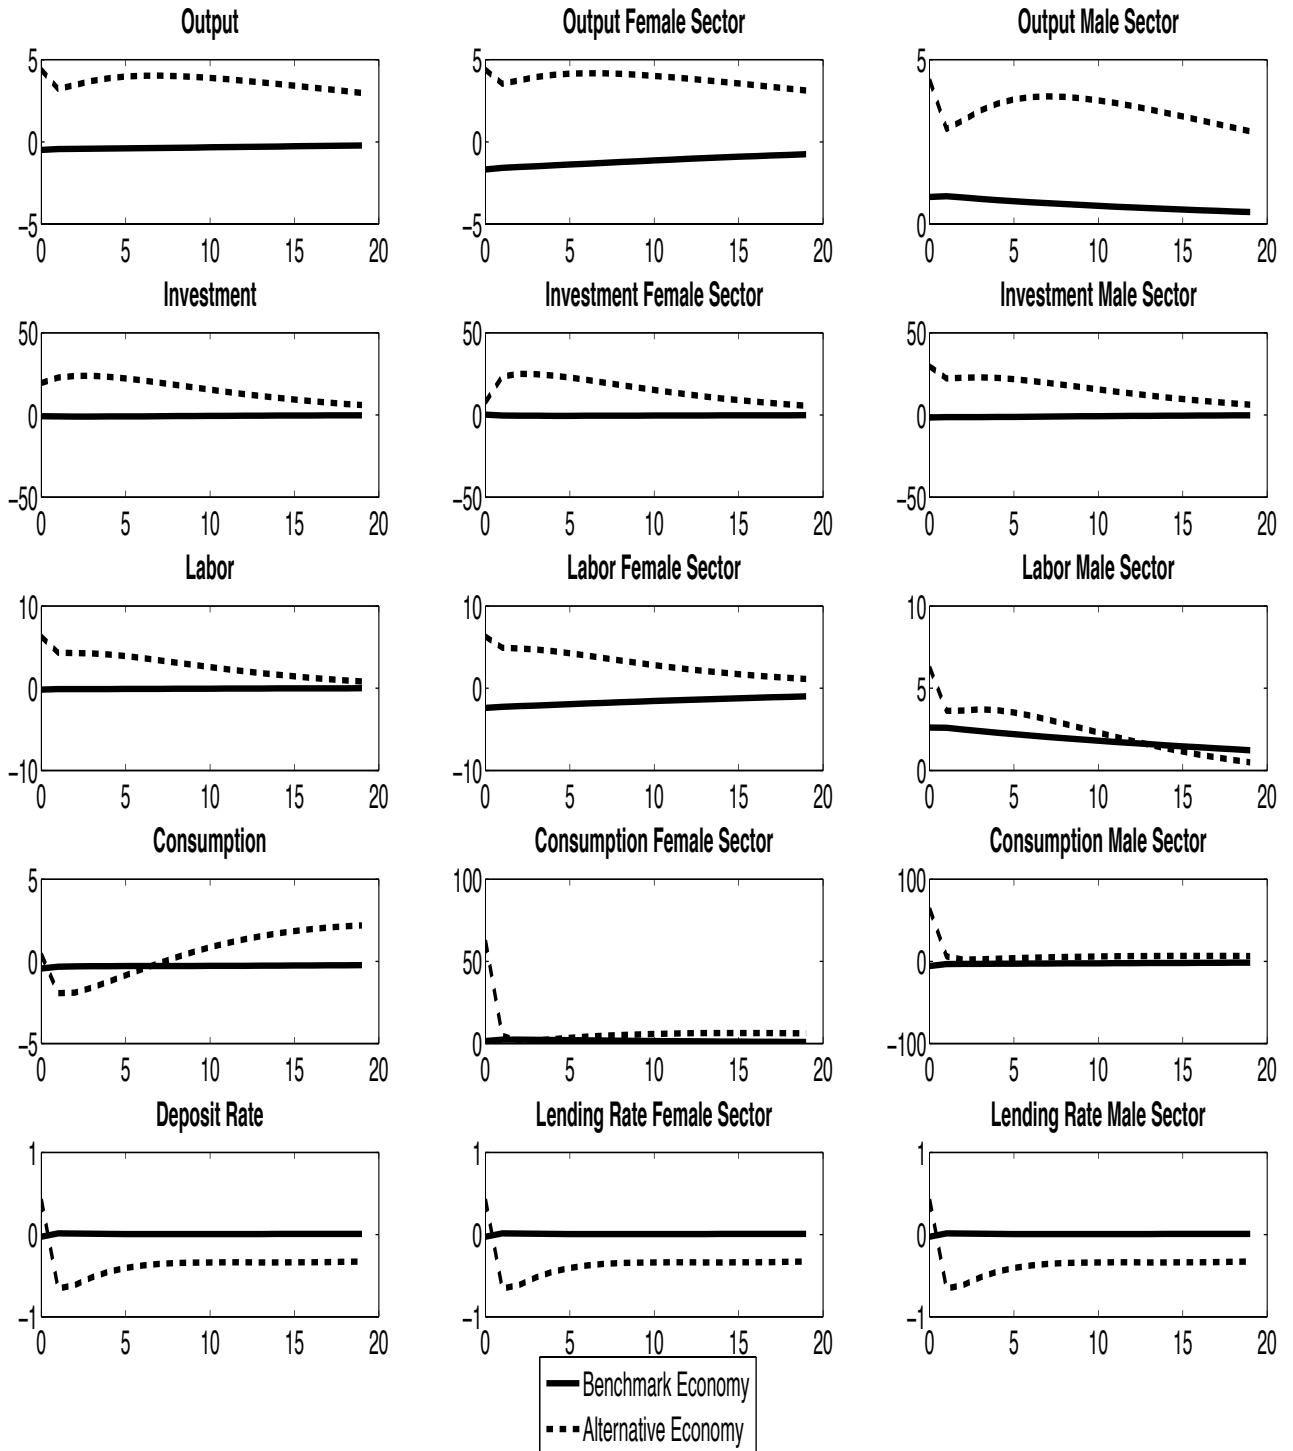 Output Output Female Sector Output Male Sector
5 5 5
0 0
−5 −5 0
0 5 10 15 20 0 5 10 15 20 0 5 10 15 20
Investment Investment Female Sector Investment Male Sector
50 50 50
0 0 0
−50 −50 −50
0 5 10 15 20 0 5 10 15 20 0 5 10 15 20
Labor Labor Female Sector Labor Male Sector
10 10 10
0 0 5
−10 −10 0
0 5 10 15 20 0 5 10 15 20 0 5 10 15 20
Consumption Consumption Female Sector Consumption Male Sector
5 100 100
0 50 0
−5 0 −100
0 5 10 15 20 0 5 10 15 20 0 5 10 15 20
Deposit Rate Lending Rate Female Sector Lending Rate Male Sector
1 1 1
0 0 0
−1 −1 −1
0 5 10 15 20 0 5 10 15 20 0 5 10 15 20
Benchmark Economy
Alternative Economy